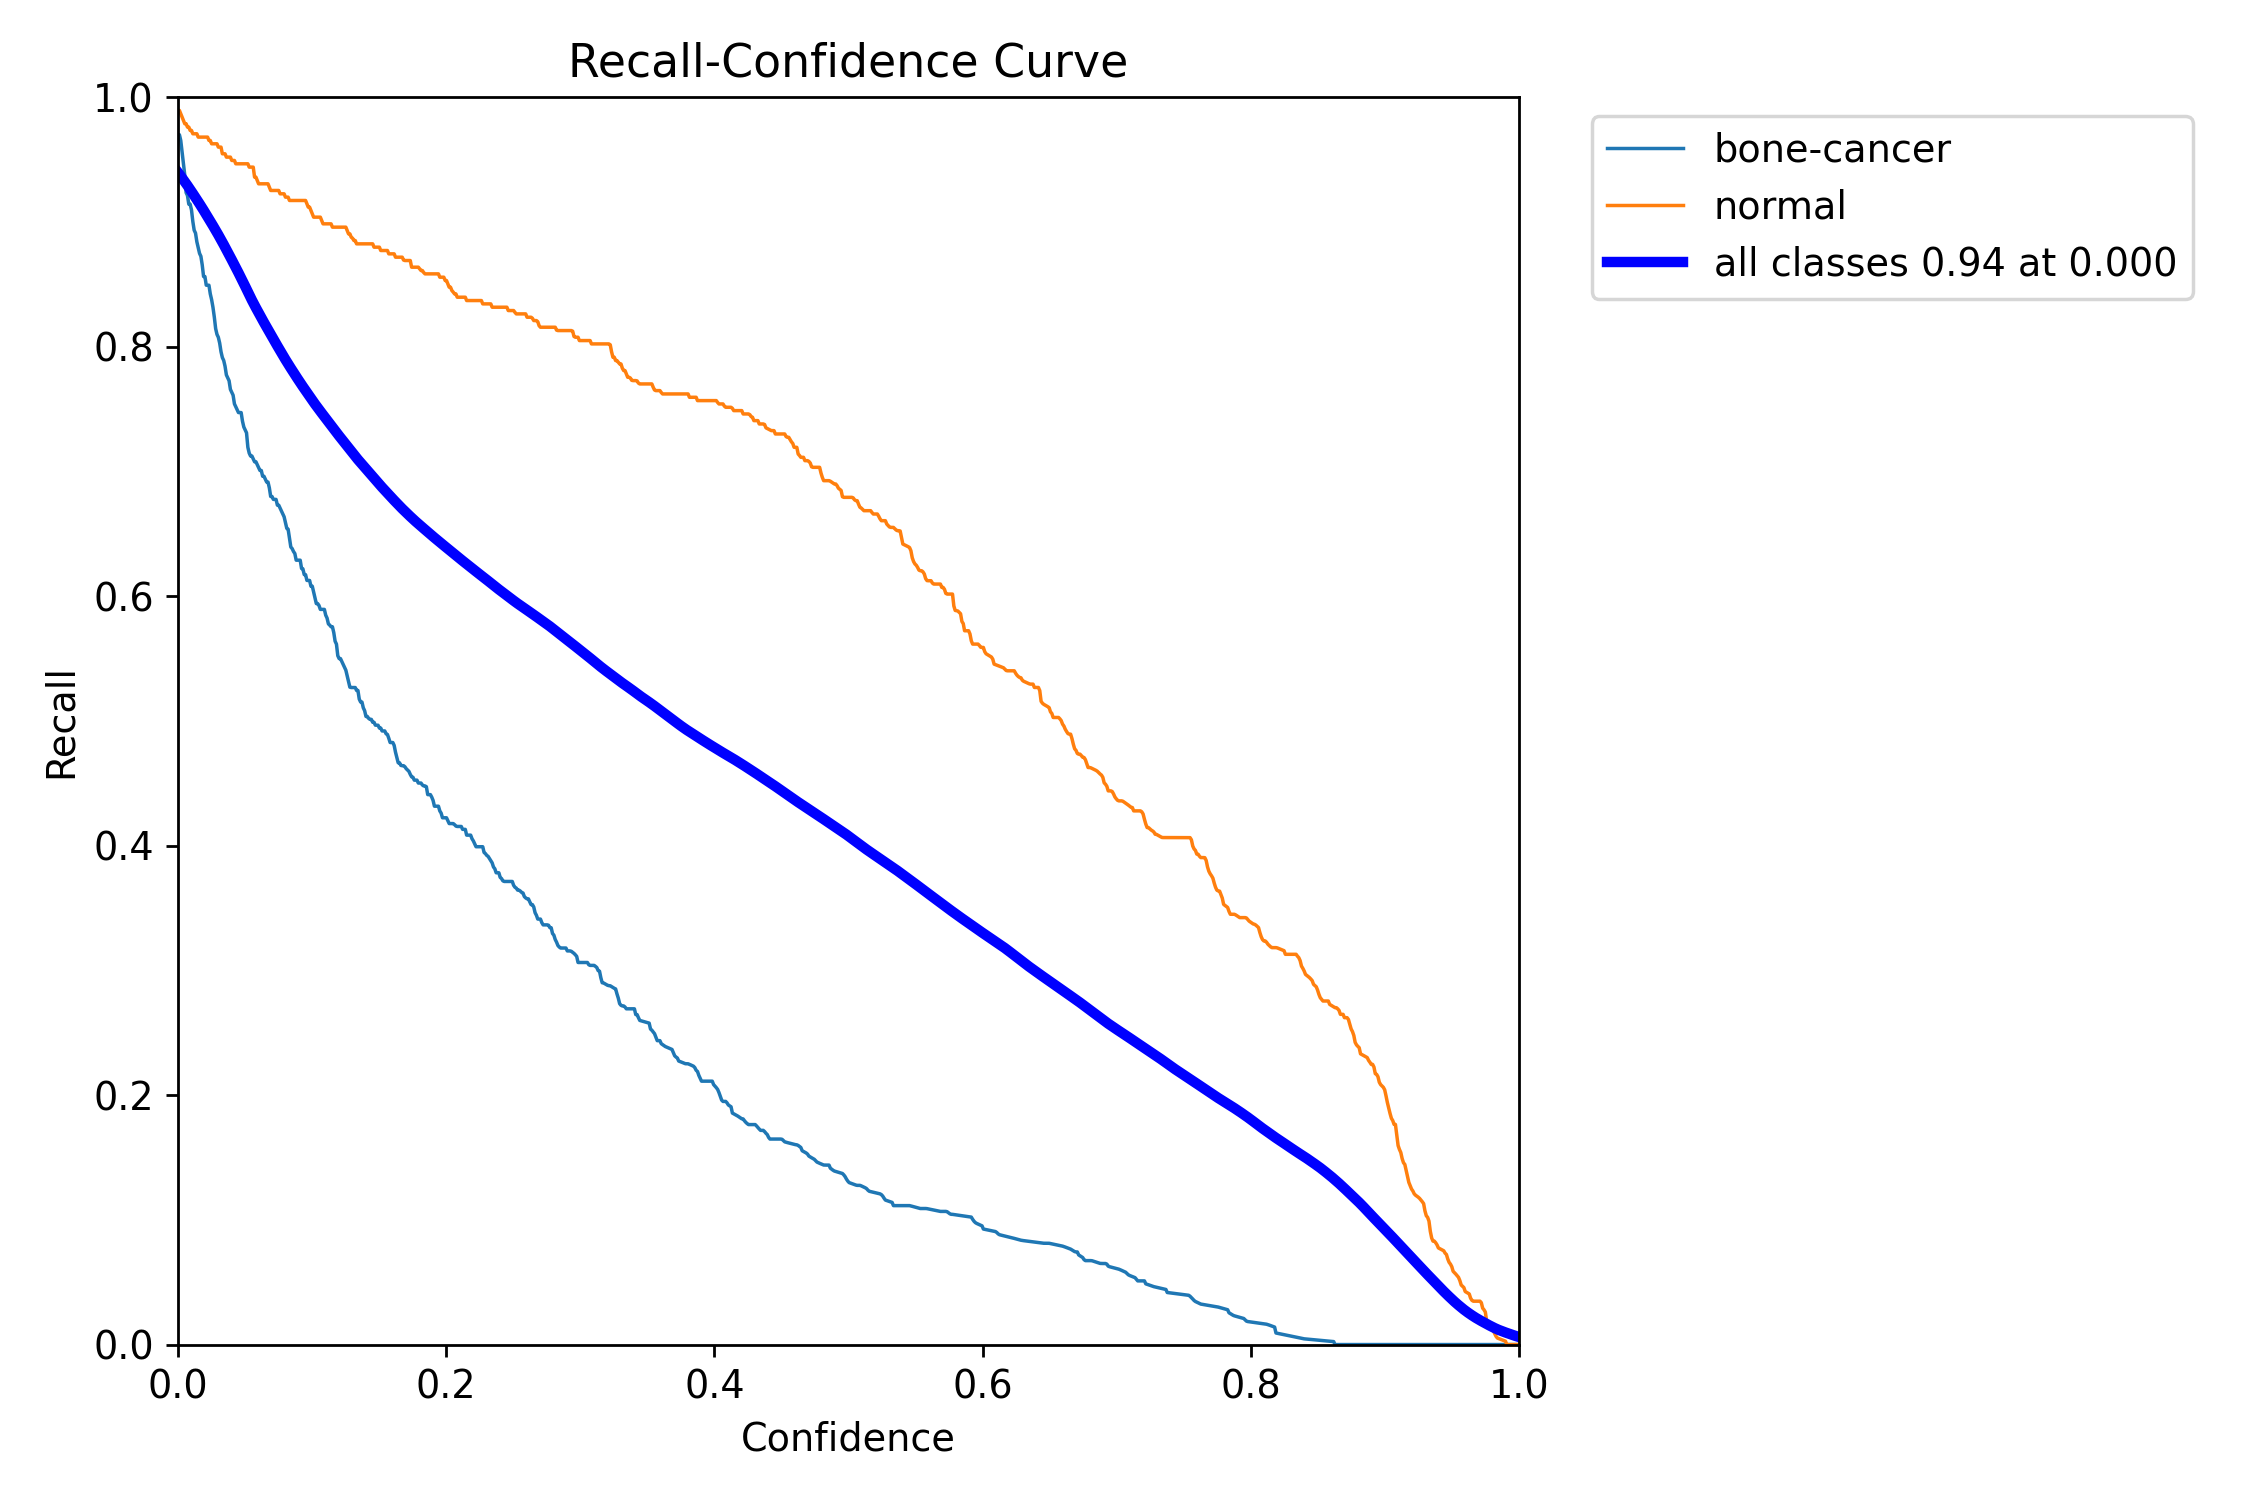 Recall-Confidence Curve
1.0
0.8
0.6
0.4
0.2
0.0
Recall
0.0 0.2 0.4 0.6 0.8 1.0
Confidence
bone-cancer
normal
all classes 0.94 at 0.000